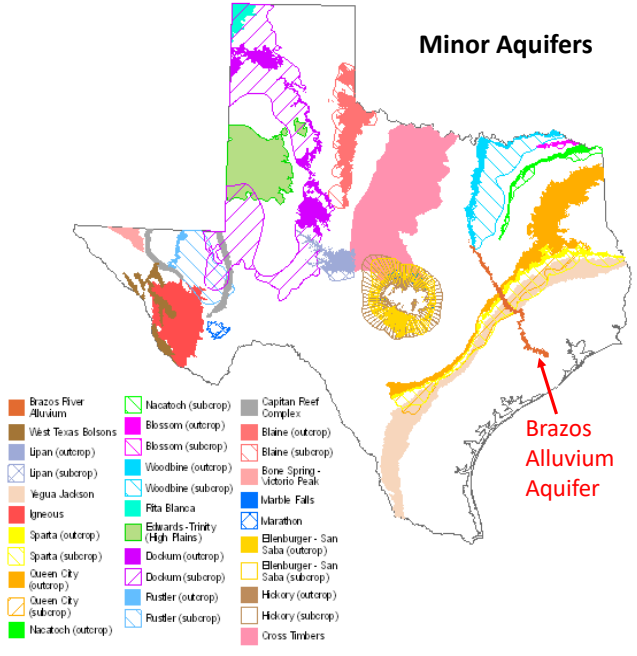 Minor Aquifers
Brazos
Alluvium
Aquifer
Brazos River
Alluvium
West Texas Bolsons
Lipan (outcrop)
Lipan (subcrop)
Yegua Jackson
Igneous
Sparta (outcrop)
Sparta (subcrop)
Queen City
(outcrop)
Queen City
(subcrop)
Nacatoch (outcrop)
Nacatoch (subcrop)
Blossom (outcrop)
Blossom (subcrop)
Woodbine (outcrop)
Woodbine (subcrop)
Rita Blanca
Edwards-Trinity
(High Plains)
Dockum (outcrop)
Dockum (subcrop)
Rustler (outcrop)
Rustler (subcrop)
Capitan Reef
Complex
Blaine (outcrop)
Blaine (subcrop)
Bone Spring -
Victorio Peak
Marble Falls
Marathon
Ellenburger - San
Saba (outcrop)
Ellenburger - San
Saba (subcrop)
Hickory (outcrop)
Hickory (subcrop)
Cross Timbers